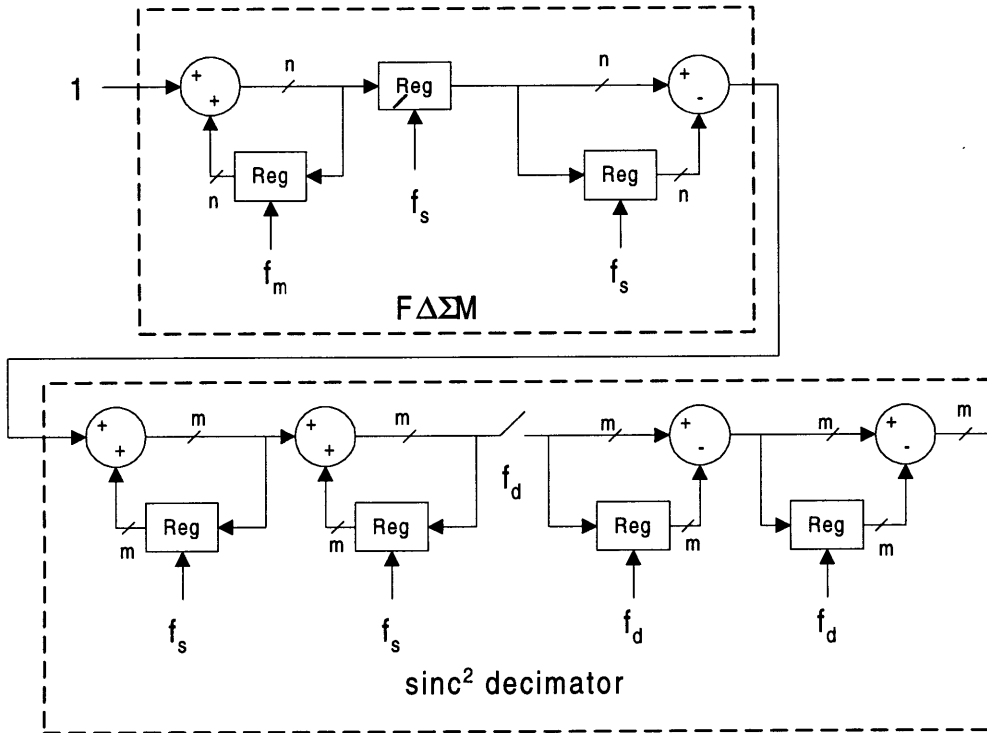 1
+
+
n
Reg
n
+
-
Reg
n
Reg
n
f_s
f_m
f_s
FΔΣM
+
+
m
+
+
m
f_d
m
+
-
m
+
-
m
Reg
m
Reg
m
Reg
m
Reg
m
f_s
f_s
f_d
f_d
sinc² decimator